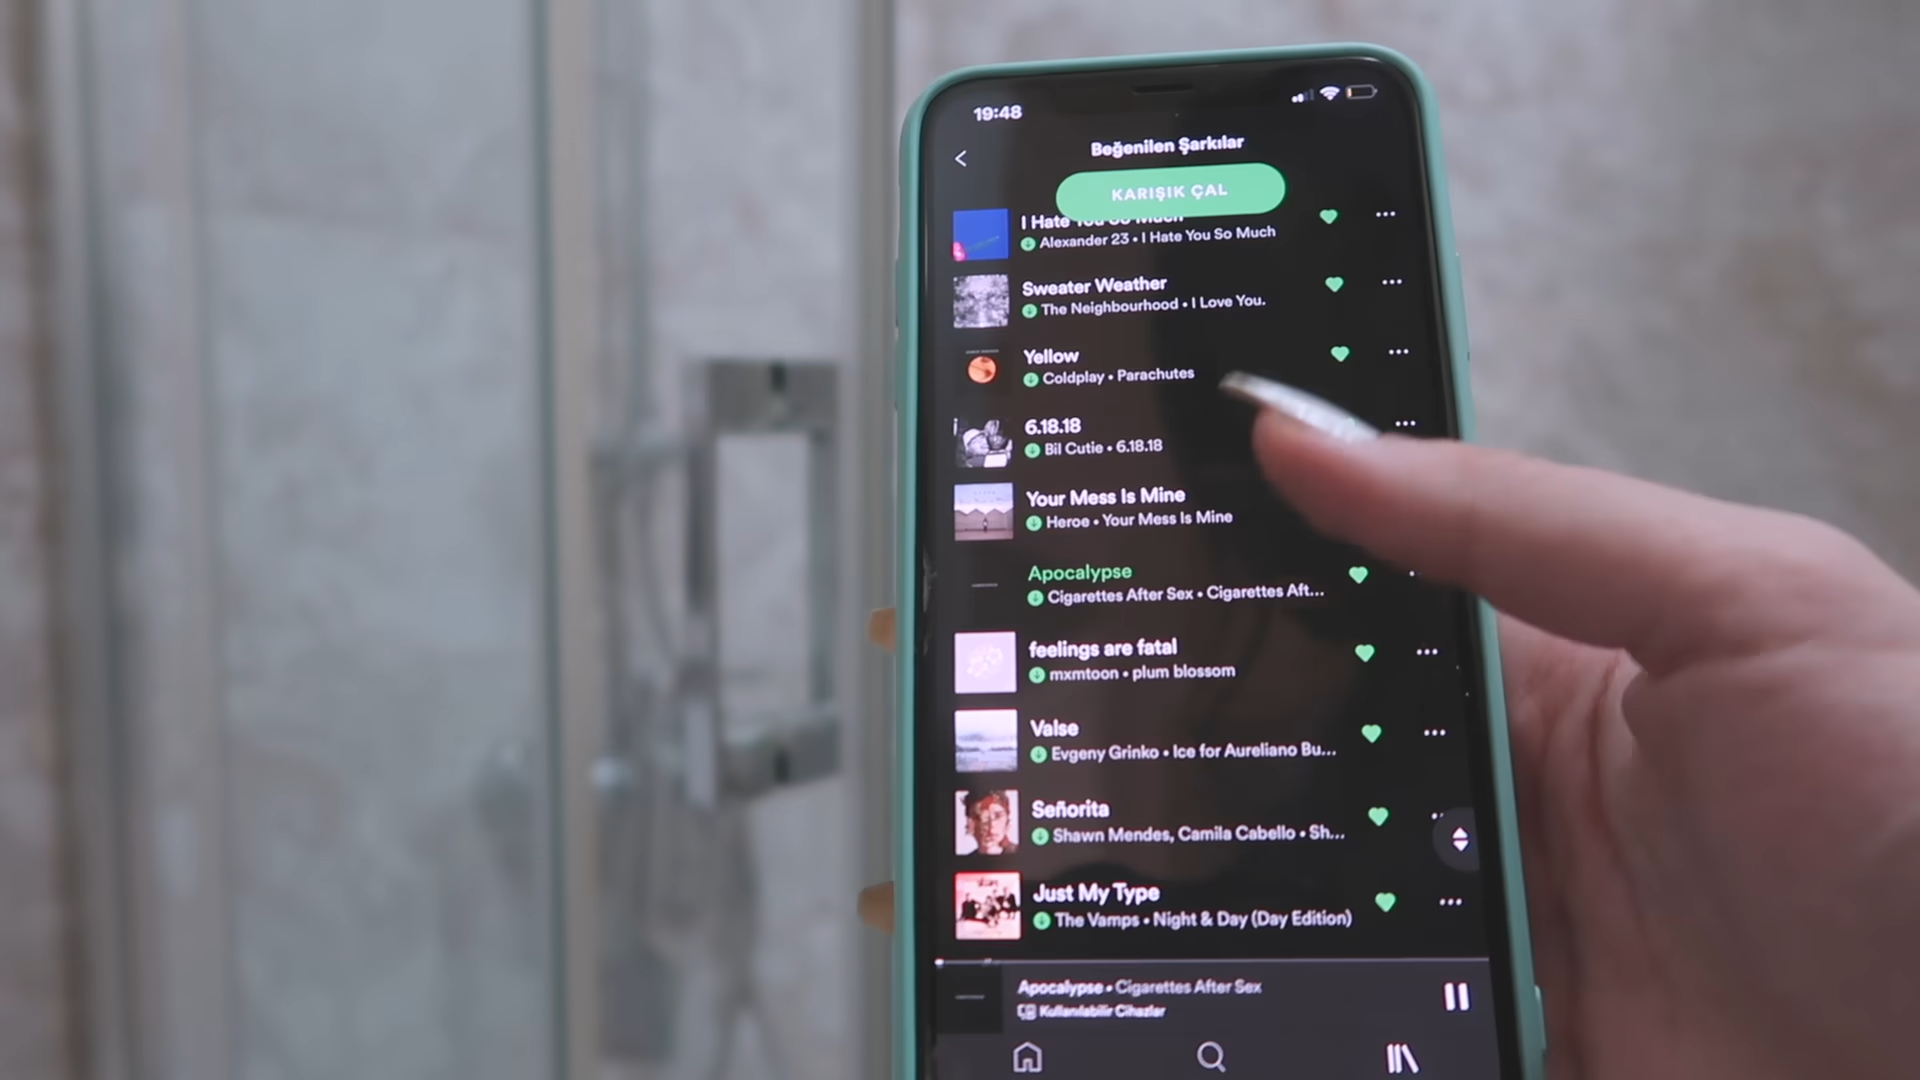 19:48
Beğenilen Şarkılar
KARIŞIK ÇAL
I Hate You So Much
Alexander 23 • I Hate You So Much
Sweater Weather
The Neighbourhood • I Love You.
Yellow
Coldplay • Parachutes
6.18.18
Bil Cutie • 6.18.18
Your Mess Is Mine
Heroe • Your Mess Is Mine
Apocalypse
Cigarettes After Sex • Cigarettes Aft...
feelings are fatal
mxmtoon • plum blossom
Valse
Evgeny Grinko • Ice for Aureliano Bu...
Señorita
Shawn Mendes, Camila Cabello • Sh...
Just My Type
The Vamps • Night & Day (Day Edition)
Apocalypse • Cigarettes After Sex
Kullanılabilir Cihazlar